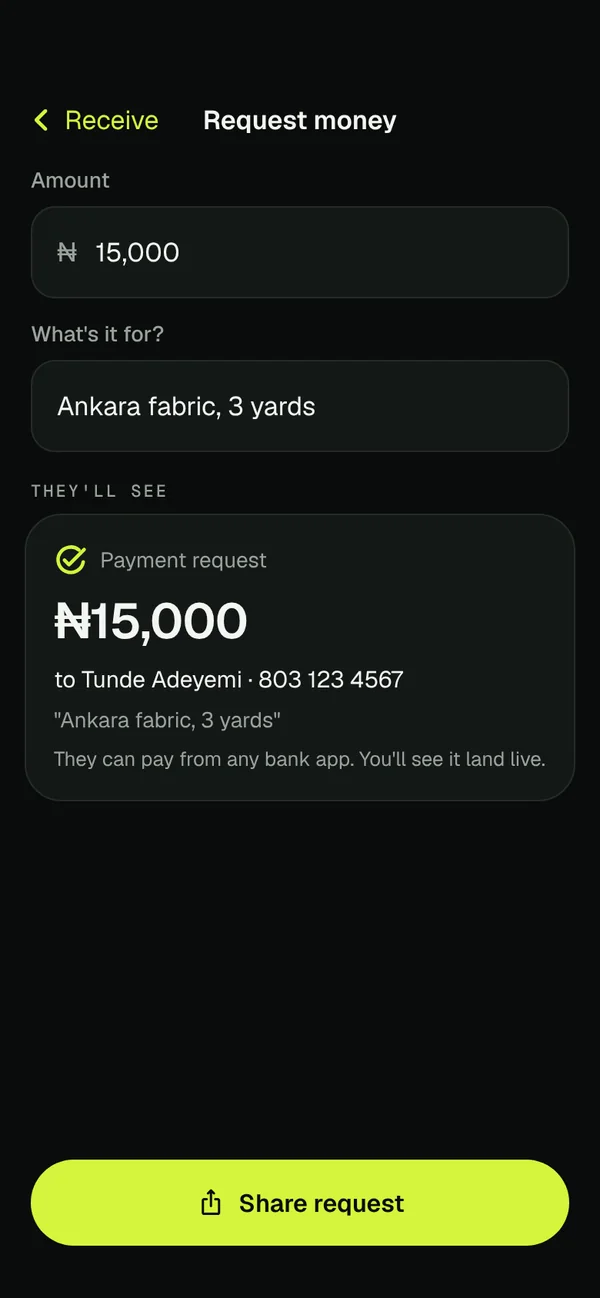 Receive
Request money
Amount
₦ 15,000
What's it for?
Ankara fabric, 3 yards
THEY'LL SEE
Payment request
₦15,000
to Tunde Adeyemi · 803 123 4567
"Ankara fabric, 3 yards"
They can pay from any bank app. You'll see it land live.
Share request